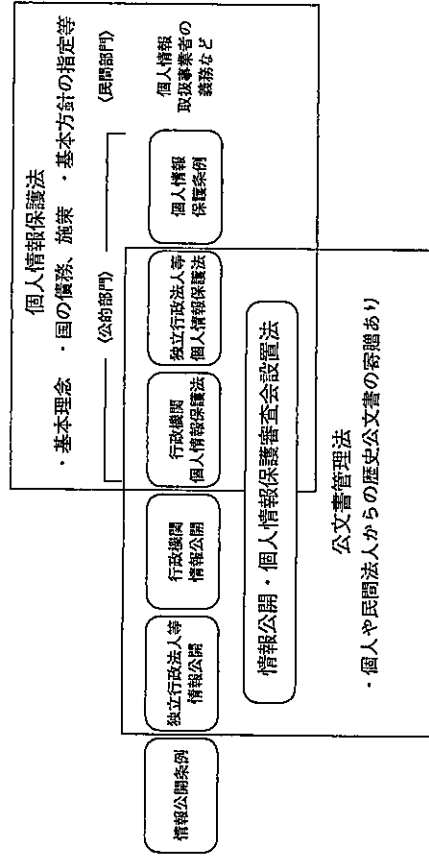 個人情報保護法
・基本理念 ・国の債務、施策 ・基本方針の指定等
〈公的部門〉
〈民間部門〉
情報公開条例
独立行政法人等
情報公開
行政機関
情報公開
行政機関
個人情報保護法
独立行政法人等
個人情報保護法
個人情報
保護条例
個人情報
取扱事業者の
義務など
情報公開・個人情報保護審査会設置法
公文書管理法
・個人や民間法人からの歴史公文書の寄贈あり